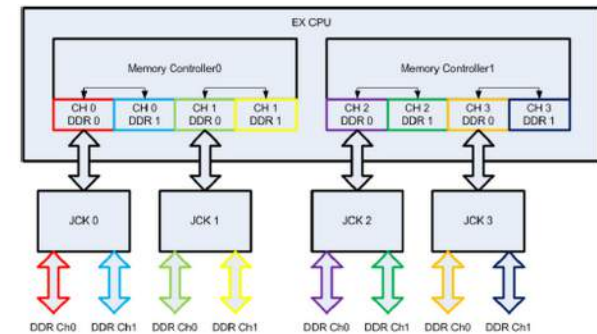 EX CPU
Memory Controller0
Memory Controller1
CH 0 DDR 0
CH 0 DDR 1
CH 1 DDR 0
CH 1 DDR 1
CH 2 DDR 0
CH 2 DDR 1
CH 3 DDR 0
CH 3 DDR 1
JCK 0
JCK 1
JCK 2
JCK 3
DDR Ch0
DDR Ch1
DDR Ch0
DDR Ch1
DDR Ch0
DDR Ch1
DDR Ch0
DDR Ch1